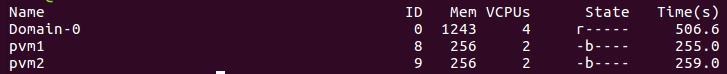 Name ID Mem VCPUs State Time(s)
Domain-0 0 1243 4 r----- 506.6
pvm1 8 256 2 -b---- 255.0
pvm2 9 256 2 -b---- 259.0